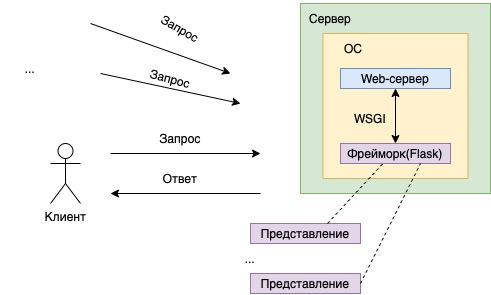 Сервер
Запрос
ОС
...
Запрос
Web-сервер
WSGI
Запрос
Фрейморк(Flask)
Ответ
Клиент
Представление
...
Представление